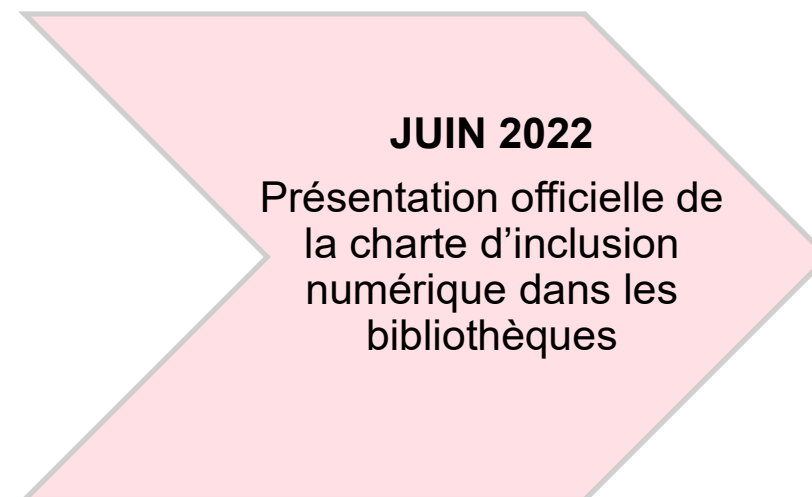 JUIN 2022
Présentation officielle de
la charte d’inclusion
numérique dans les
bibliothèques